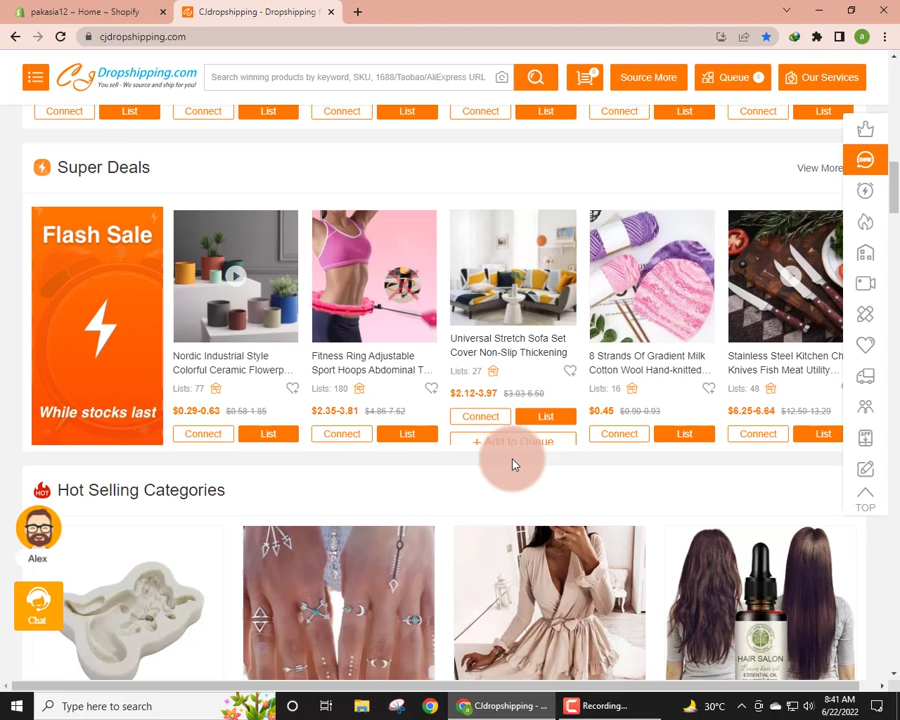 pakasia12 ~ Home ~ Shopify
CJdropshipping - Dropshipping f
cjdropshipping.com
a
CJ Dropshipping.com
You sell - We source and ship for you!
Search winning products by keyword, SKU, 1688/Taobao/AliExpress URL
0
Source More
Queue 0
Our Services
Connect List Connect List Connect List Connect List Connect List Connect List
Super Deals
View More
Flash Sale
While stocks last
Nordic Industrial Style
Colorful Ceramic Flowerp...
Lists: 77
$0.29-0.63 $0.58-1.85
Connect List
Fitness Ring Adjustable
Sport Hoops Abdominal T...
Lists: 180
$2.35-3.81 $4.86-7.62
Connect List
Universal Stretch Sofa Set
Cover Non-Slip Thickening
Lists: 27
$2.12-3.97 $3.03-6.50
Connect List
+ Add to Queue
8 Strands Of Gradient Milk
Cotton Wool Hand-knitted...
Lists: 16
$0.45 $0.90-0.93
Connect List
Stainless Steel Kitchen Ch
Knives Fish Meat Utility...
Lists: 48
$6.25-6.64 $12.50-13.29
Connect List
APP
TOP
HOT
Hot Selling Categories
Alex
Chat
HAIR SALON
ESSENTIAL OIL
Type here to search
CJdropshipping - ...
Recording...
30°C
8:41 AM
6/22/2022